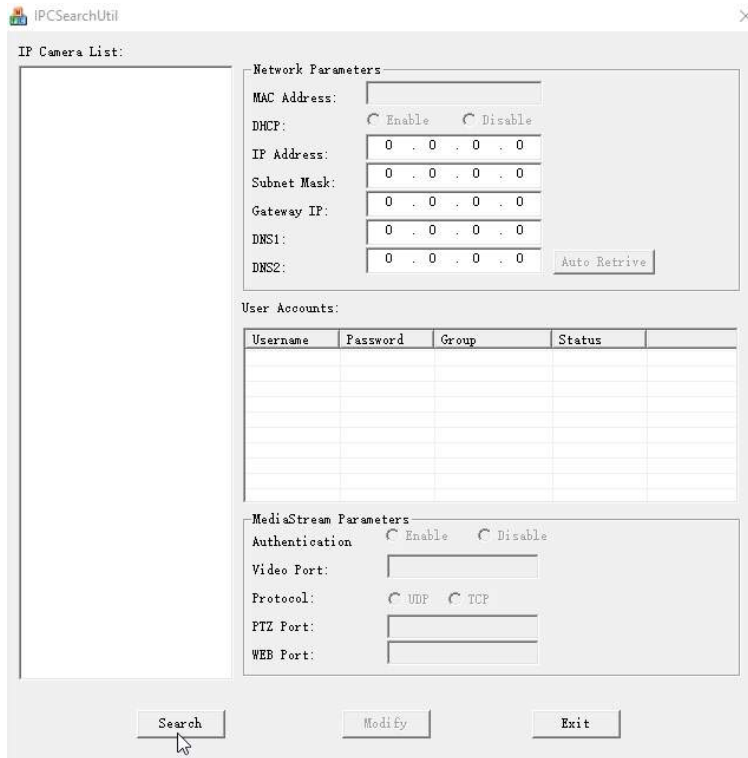 IPCSearchUtil
IP Camera List:
Network Parameters
MAC Address:
DHCP: Enable Disable
IP Address: 0 . 0 . 0 . 0
Subnet Mask: 0 . 0 . 0 . 0
Gateway IP: 0 . 0 . 0 . 0
DNS1: 0 . 0 . 0 . 0
DNS2: 0 . 0 . 0 . 0 Auto Retrive
User Accounts:
Username Password Group Status
MediaStream Parameters
Authentication Enable Disable
Video Port:
Protocol: UDP TCP
PTZ Port:
WEB Port:
Search Modify Exit